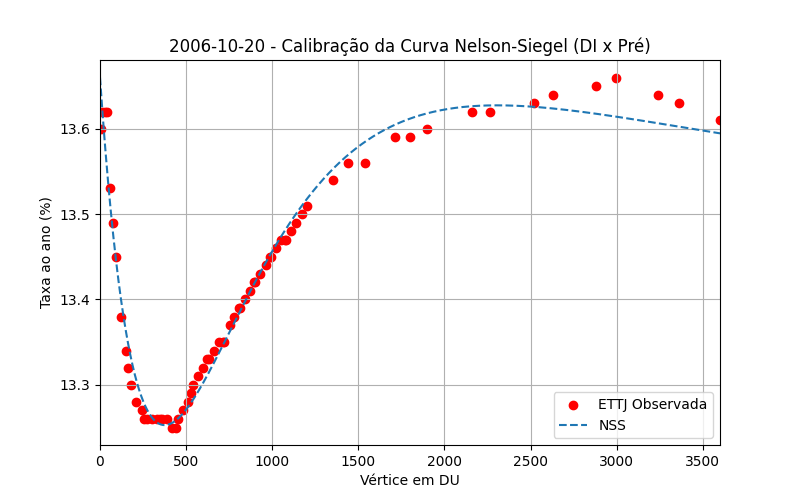 2006-10-20 - Calibração da Curva Nelson-Siegel (DI x Pré)
Taxa ao ano (%)
13.6
13.5
13.4
13.3
0
500
1000
1500
2000
2500
3000
3500
Vértice em DU
ETTJ Observada
NSS